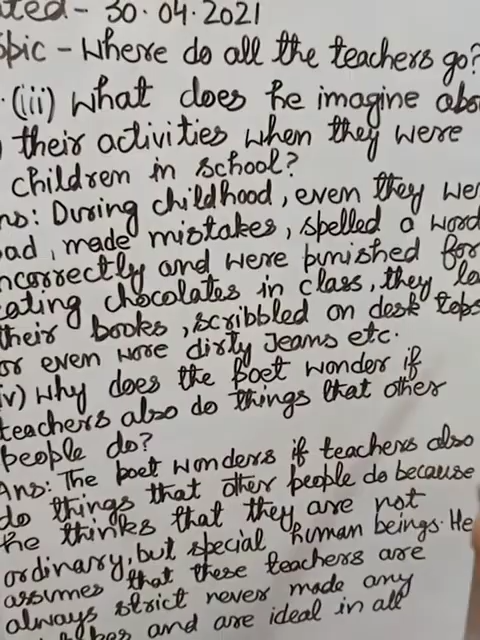 ated- 30.04.2021
opic - Where do all the teachers go?
(iii) What does he imagine abo
their activities when they were
children in school?
ns: During childhood, even they wer
bad, made mistakes, spelled a word
ncorrectly and were punished for
eating chocolates in class, they lo
their books, scribbled on desk tops
or even wore dirty Jeans etc.
iv) Why does the poet wonder if
teachers also do things that other
people do?
Ans: The poet wonders if teachers also
do things that other people do because
he thinks that they are not
ordinary, but special human beings. He
assumes that these teachers are
always strict never made any
and are ideal in all